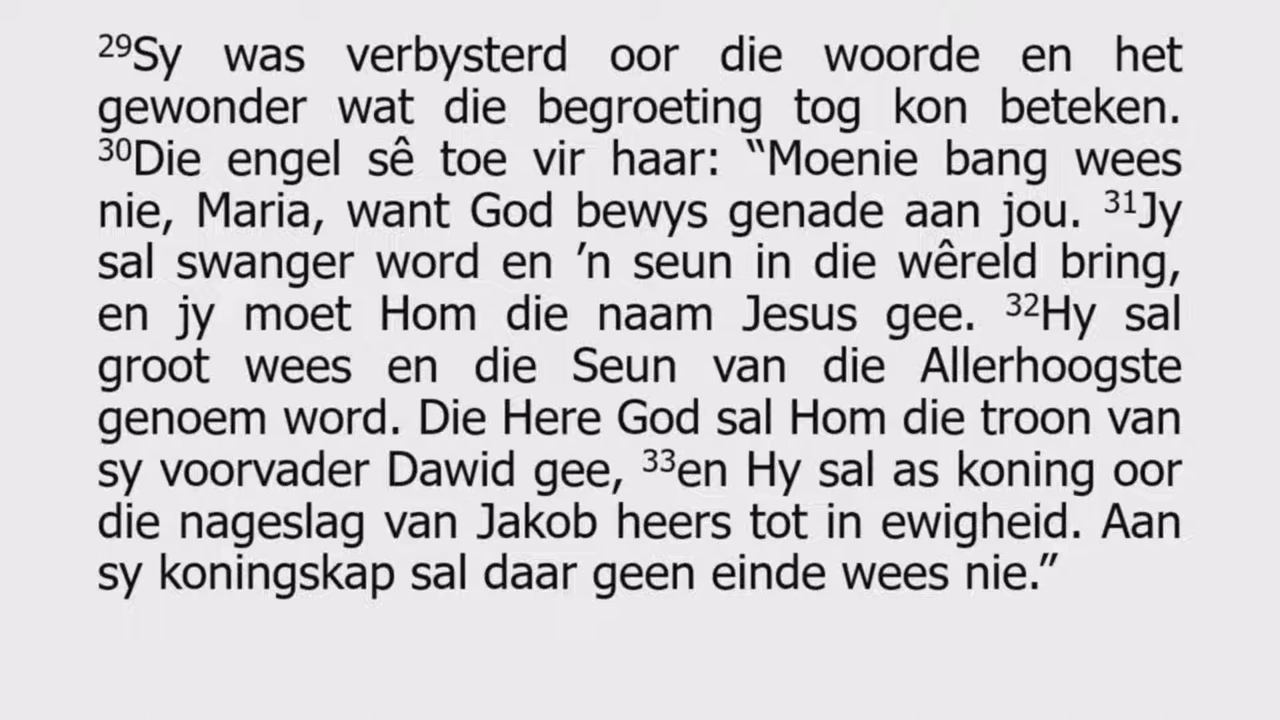 ²⁹Sy was verbysterd oor die woorde en het
gewonder wat die begroeting tog kon beteken.
³⁰Die engel sê toe vir haar: “Moenie bang wees
nie, Maria, want God bewys genade aan jou. ³¹Jy
sal swanger word en ’n seun in die wêreld bring,
en jy moet Hom die naam Jesus gee. ³²Hy sal
groot wees en die Seun van die Allerhoogste
genoem word. Die Here God sal Hom die troon van
sy voorvader Dawid gee, ³³en Hy sal as koning oor
die nageslag van Jakob heers tot in ewigheid. Aan
sy koningskap sal daar geen einde wees nie.”